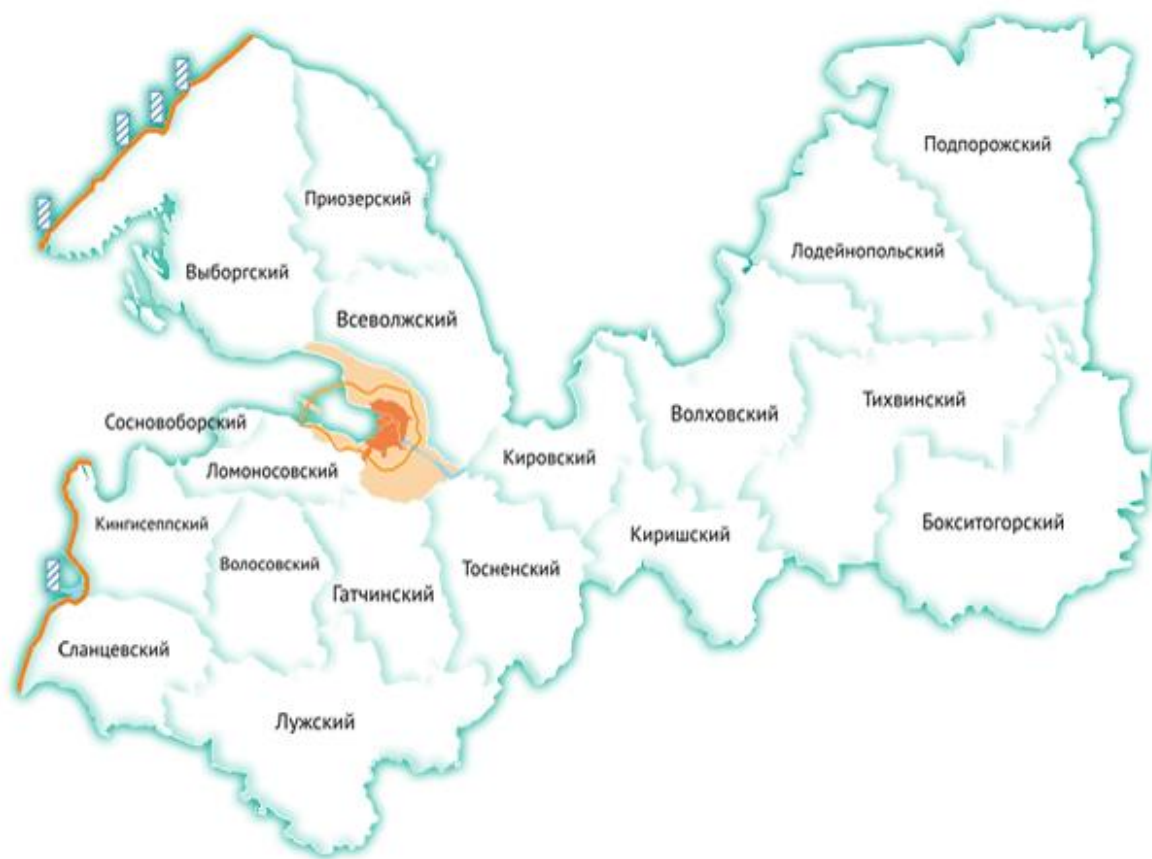 Подпорожский
Приозерский
Лодейнопольский
Выборгский
Всеволжский
Тихвинский
Волховский
Сосновоборский
Кировский
Ломоносовский
Кингисеппский
Бокситогорский
Киришский
Волосовский
Тосненский
Гатчинский
Сланцевский
Лужский